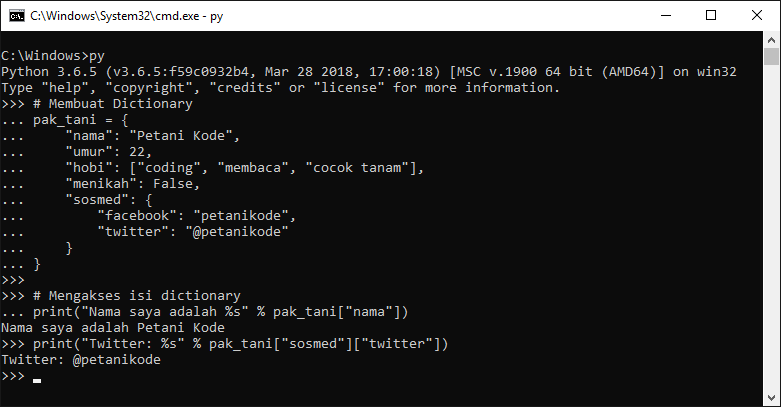 C:\Windows\System32\cmd.exe - py
C:\Windows>py
Python 3.6.5 (v3.6.5:f59c0932b4, Mar 28 2018, 17:00:18) [MSC v.1900 64 bit (AMD64)] on win32
Type "help", "copyright", "credits" or "license" for more information.
>>> # Membuat Dictionary
... pak_tani = {
...     "nama": "Petani Kode",
...     "umur": 22,
...     "hobi": ["coding", "membaca", "cocok tanam"],
...     "menikah": False,
...     "sosmed": {
...         "facebook": "petanikode",
...         "twitter": "@petanikode"
...     }
... }
>>>
>>> # Mengakses isi dictionary
... print("Nama saya adalah %s" % pak_tani["nama"])
Nama saya adalah Petani Kode
>>> print("Twitter: %s" % pak_tani["sosmed"]["twitter"])
Twitter: @petanikode
>>>